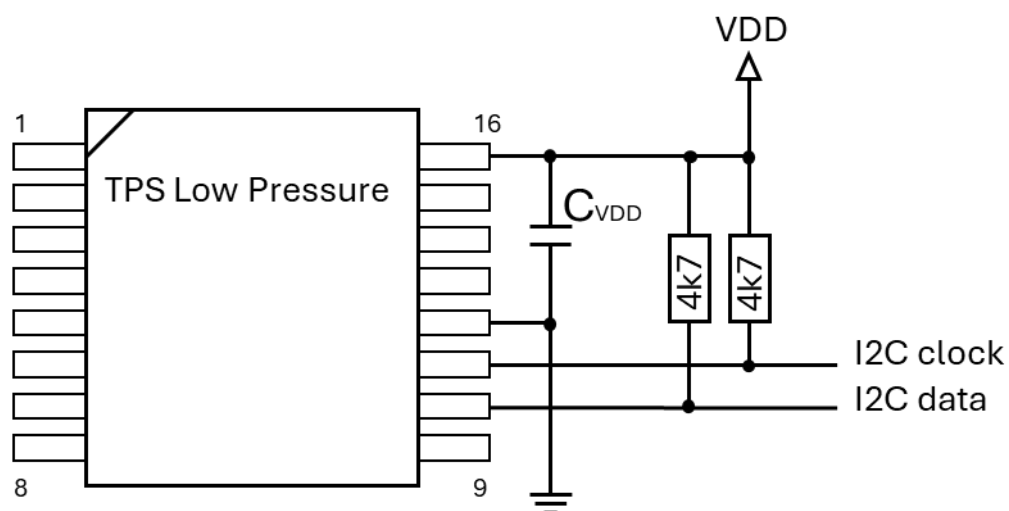 VDD
1
16
TPS Low Pressure
CVDD
4k7
4k7
I2C clock
I2C data
8
9